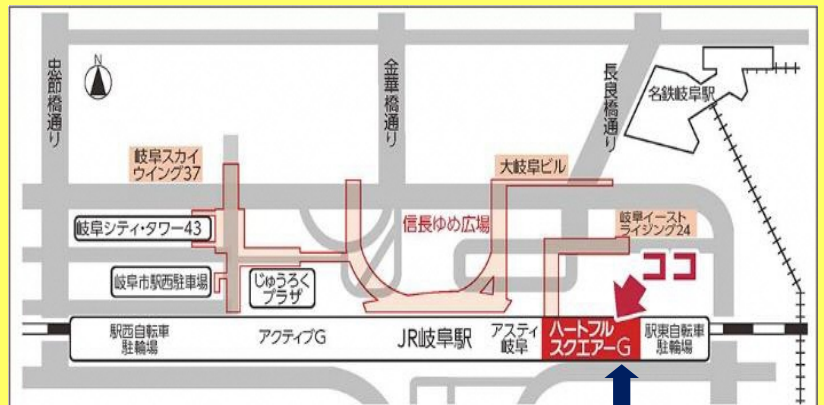 N
忠節橋通り
金華橋通り
長良橋通り
名鉄岐阜駅
岐阜スカイ
ウイング37
大岐阜ビル
岐阜シティ・タワー43
信長ゆめ広場
岐阜イースト
ライジング24
ココ
岐阜市駅西駐車場
じゅうろく
プラザ
駅西自転車
駐輪場
アクティブG
JR岐阜駅
アスティ
岐阜
ハートフル
スクエアーG
駅東自転車
駐輪場